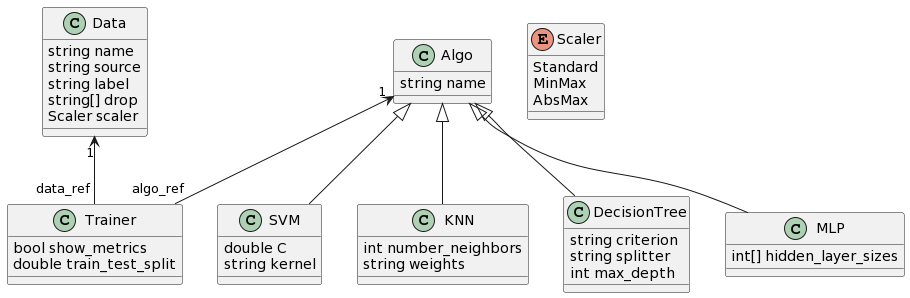 C Data
string name
string source
string label
string[] drop
Scaler scaler
C Algo
string name
E Scaler
Standard
MinMax
AbsMax
1
1
data_ref
algo_ref
C Trainer
bool show_metrics
double train_test_split
C SVM
double C
string kernel
C KNN
int number_neighbors
string weights
C DecisionTree
string criterion
string splitter
int max_depth
C MLP
int[] hidden_layer_sizes